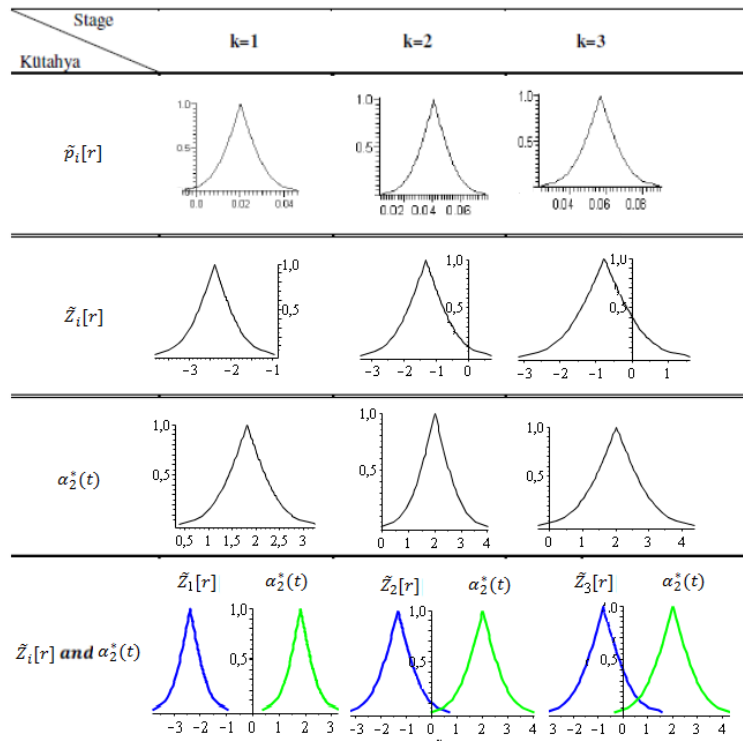 Stage
Kütahya
k=1 k=2 k=3
p̃ᵢ[r]
1.0 0.5 0.0 0.02 0.04
1.0 0.5 0.02 0.04 0.06
1.0 0.5 0.04 0.06 0.08
Z̃ᵢ[r]
1,0 0,5 -3 -2 -1
1,0 0,5 -3 -2 -1 0
1,0 0,5 -3 -2 -1 0 1
α₂*(t)
1,0 0,5 0,5 1 1,5 2 2,5 3
1,0 0,5 0 1 2 3 4
1,0 0,5 0 1 2 3 4
Z̃ᵢ[r] and α₂*(t)
Z̃₁[r] α₂*(t) Z̃₂[r] α₂*(t) Z̃₃[r] α₂*(t)
1,0 0,5 -3 -2 -1 0 1 2 3
1,0 0,5 -3 -2 -1 0 1 2 3 4
1,0 0,5 -3 -2 -1 0 1 2 3 4